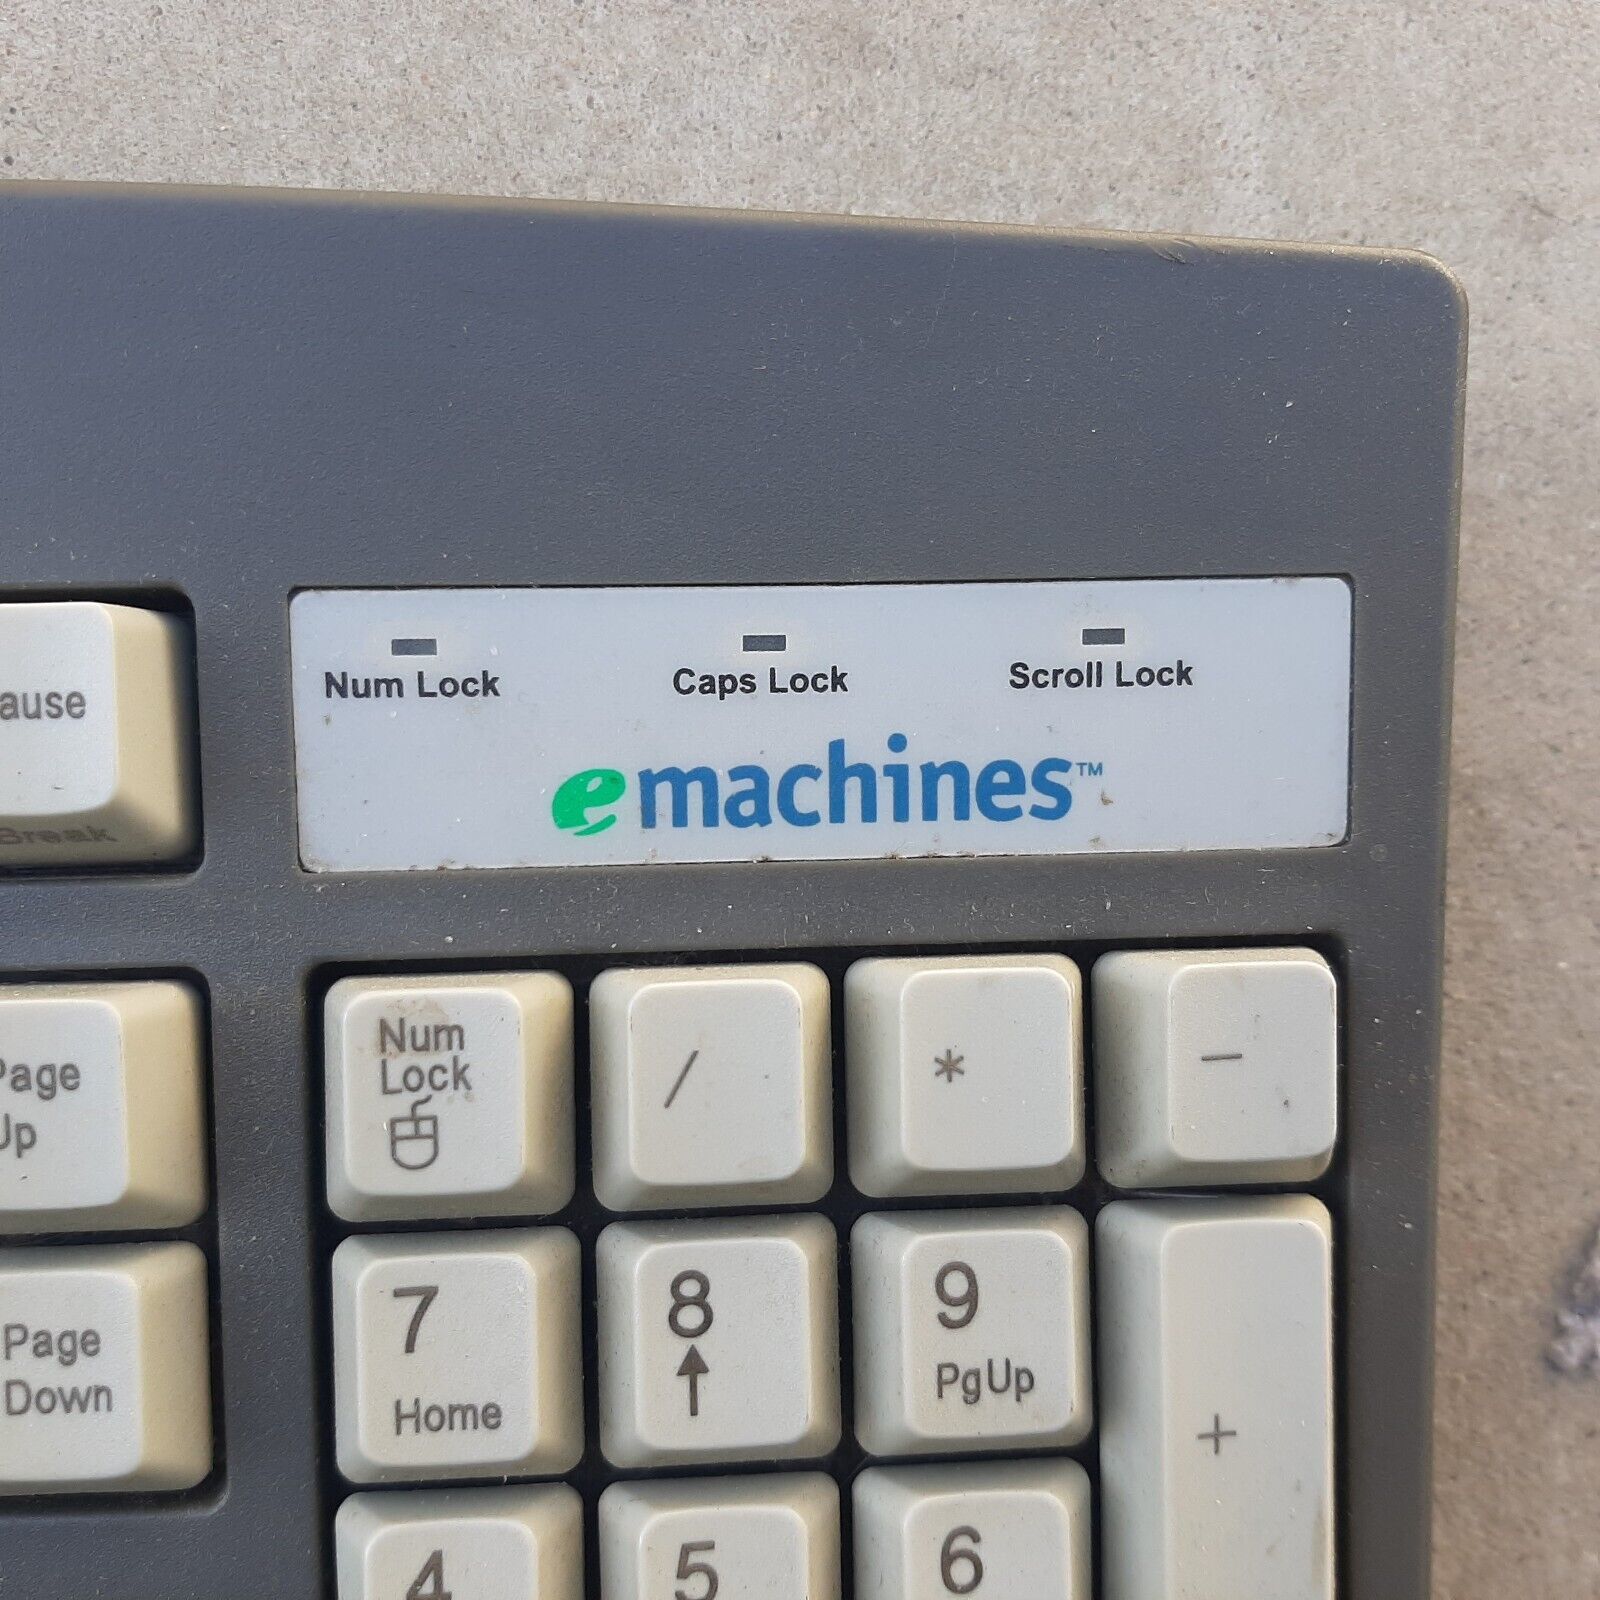 Num Lock Caps Lock Scroll Lock
emachines™
ause
Break
Num
Lock
/ * -
Page
Up
7
Home
8
9
PgUp
+
Page
Down
4 5 6